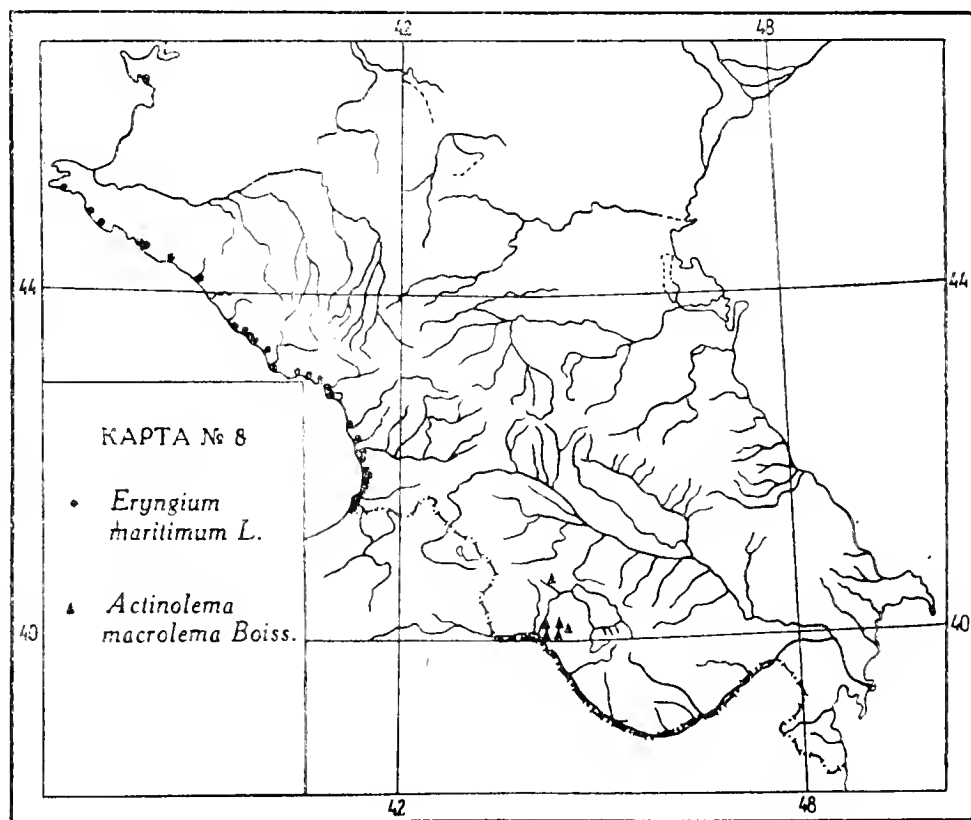 42 48
44 44
КАРТА № 8
Eryngium
maritimum L.
Actinolema
macrolema Boiss.
40 40
42 48